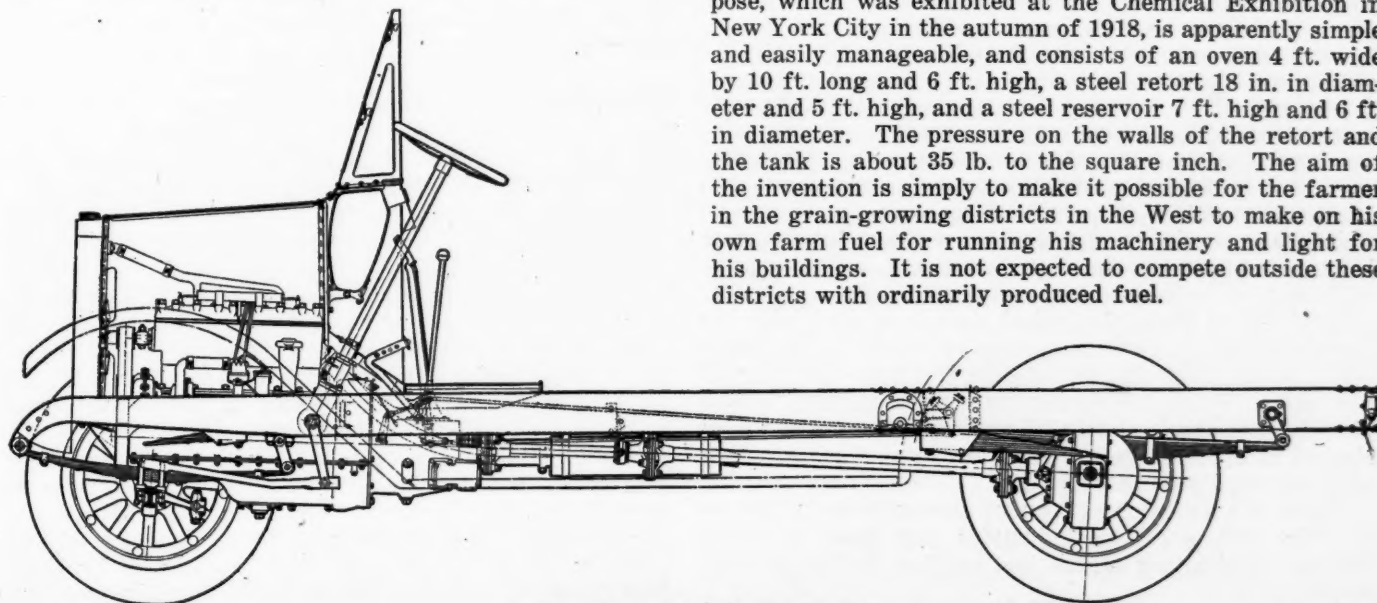 pose, which was exhibited at the Chemical Exhibition in
New York City in the autumn of 1918, is apparently simple
and easily manageable, and consists of an oven 4 ft. wide
by 10 ft. long and 6 ft. high, a steel retort 18 in. in diam-
eter and 5 ft. high, and a steel reservoir 7 ft. high and 6 ft.
in diameter. The pressure on the walls of the retort and
the tank is about 35 lb. to the square inch. The aim of
the invention is simply to make it possible for the farmer
in the grain-growing districts in the West to make on his
own farm fuel for running his machinery and light for
his buildings. It is not expected to compete outside these
districts with ordinarily produced fuel.